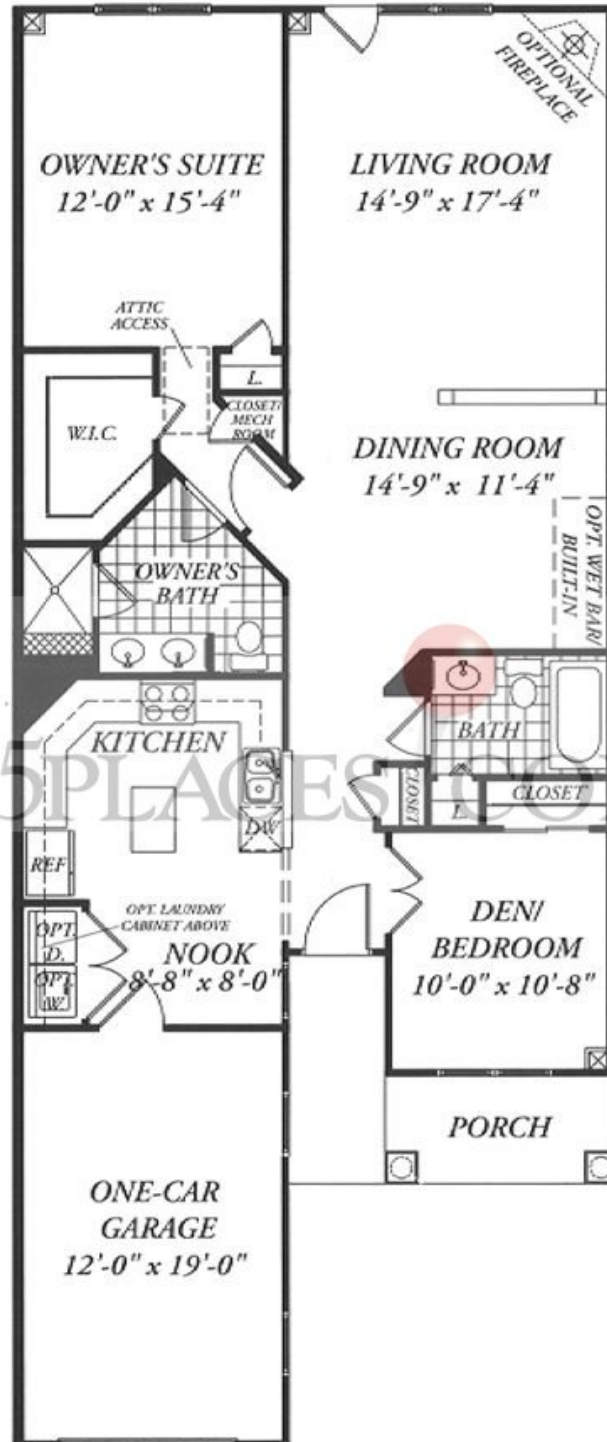 OPTIONAL
FIREPLACE
OWNER'S SUITE
12'-0" x 15'-4"
LIVING ROOM
14'-9" x 17'-4"
ATTIC
ACCESS
L.
W.I.C.
CLOSET/
MECH
ROOM
DINING ROOM
14'-9" x 11'-4"
OPT. WET BAR/
BUILT-IN
OWNER'S
BATH
KITCHEN
BATH
55PLACES.COM
CLOSET
L.
CLOSET
DW
REF.
OPT. LAUNDRY
CABINET ABOVE
OPT.
D.
OPT.
W.
NOOK
8'-8" x 8'-0"
DEN/
BEDROOM
10'-0" x 10'-8"
PORCH
ONE-CAR
GARAGE
12'-0" x 19'-0"